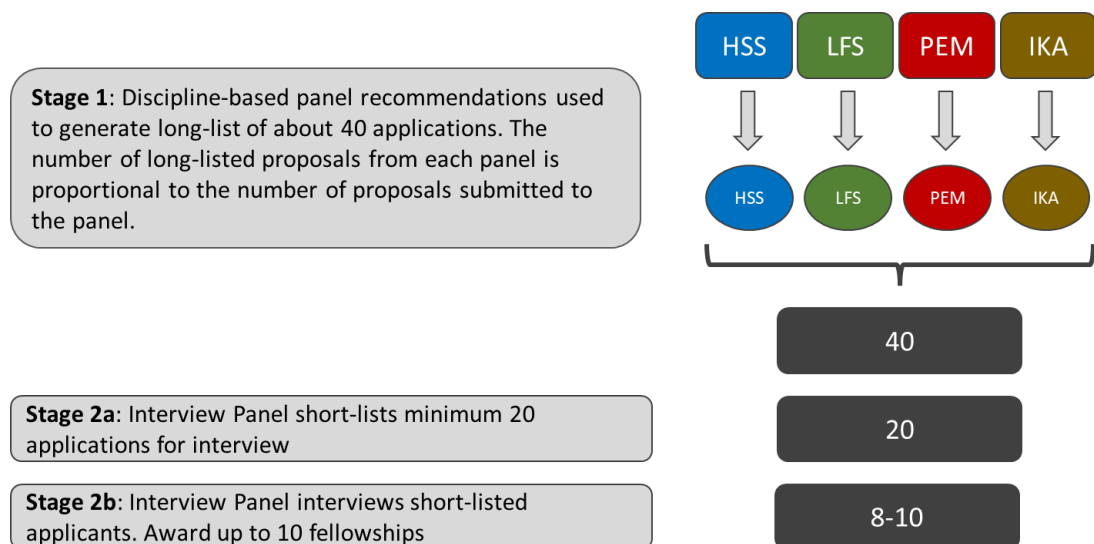 HSS LFS PEM IKA
Stage 1: Discipline-based panel recommendations used
to generate long-list of about 40 applications. The
number of long-listed proposals from each panel is
proportional to the number of proposals submitted to
the panel.
HSS LFS PEM IKA
40
Stage 2a: Interview Panel short-lists minimum 20
applications for interview
20
Stage 2b: Interview Panel interviews short-listed
applicants. Award up to 10 fellowships
8-10